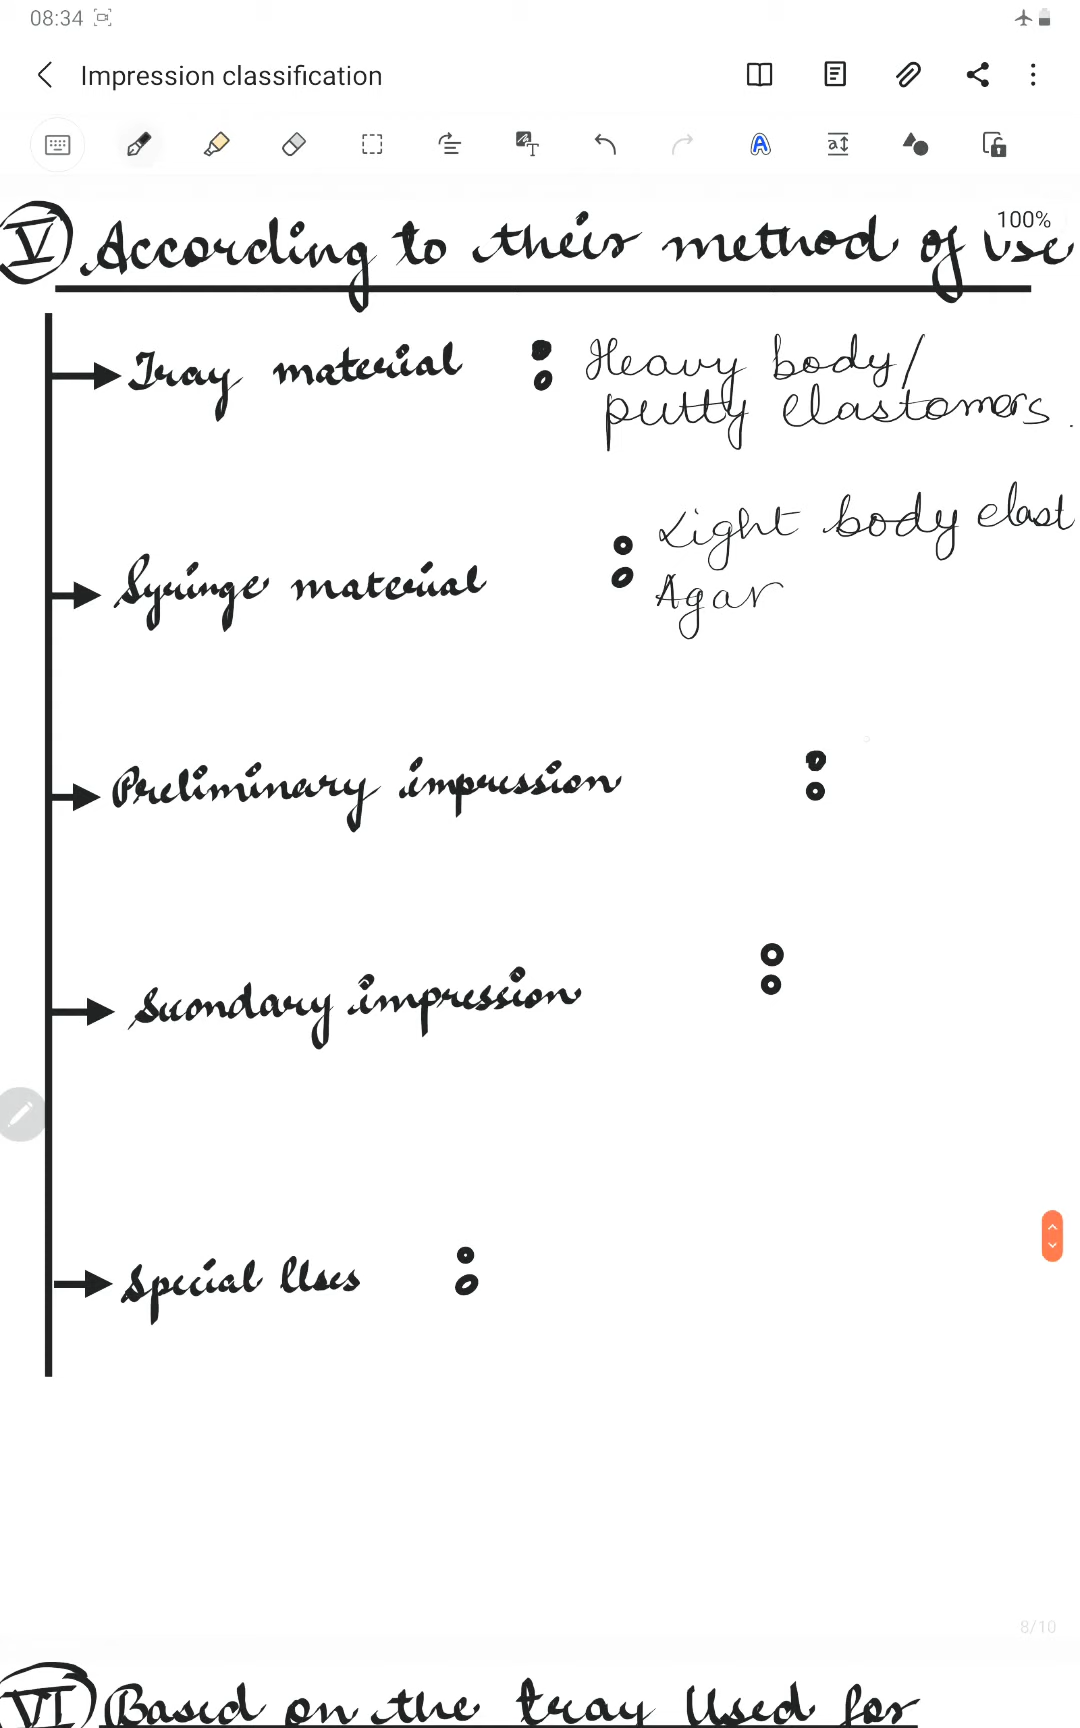 08:34
Impression classification
100%
V According to their method of use
Tray material : Heavy body/
putty elastomers.
Light body elast
Syringe material :
Agar
Preliminary impression :
Secondary impression :
Special Uses :
8/10
VI Based on the tray Used for